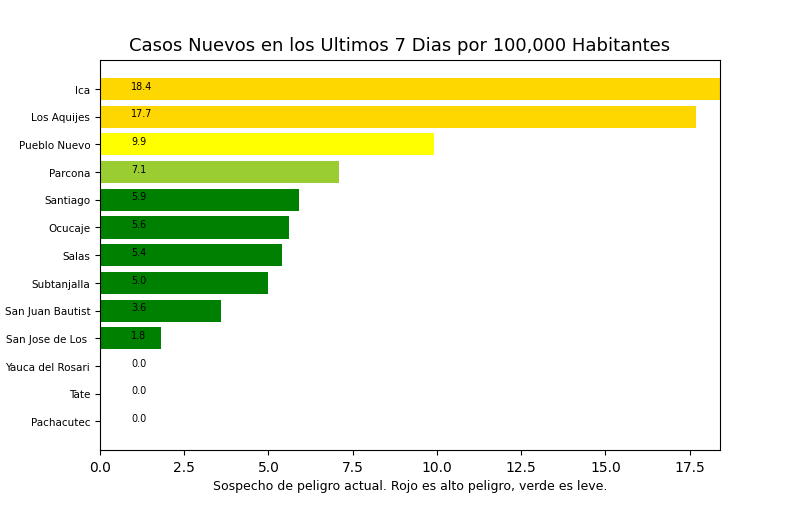 Casos Nuevos en los Ultimos 7 Dias por 100,000 Habitantes
Ica 18.4
Los Aquijes 17.7
Pueblo Nuevo 9.9
Parcona 7.1
Santiago 5.9
Ocucaje 5.6
Salas 5.4
Subtanjalla 5.0
San Juan Bautist 3.6
San Jose de Los 1.8
Yauca del Rosari 0.0
Tate 0.0
Pachacutec 0.0
0.0 2.5 5.0 7.5 10.0 12.5 15.0 17.5
Sospecho de peligro actual. Rojo es alto peligro, verde es leve.